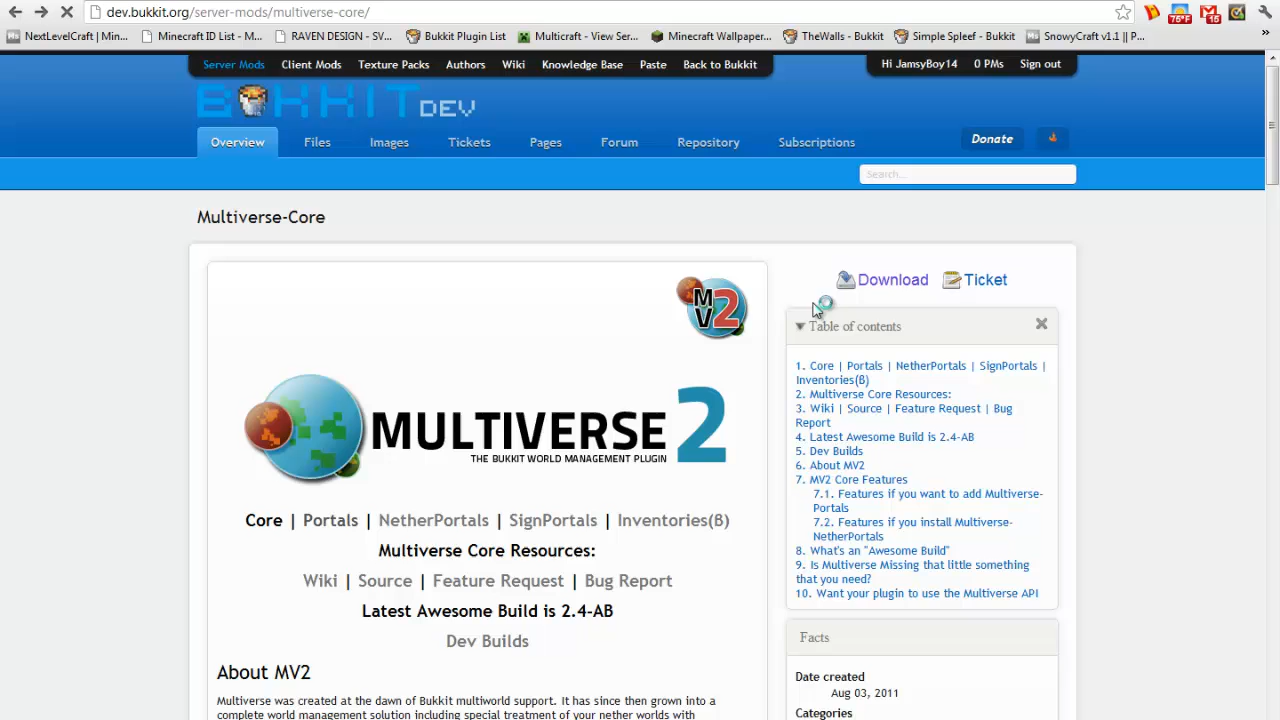 dev.bukkit.org/server-mods/multiverse-core/
75°F
15
NextLevelCraft | Min... Minecraft ID List - M... RAVEN DESIGN - SV... Bukkit Plugin List Multicraft - View Ser... Minecraft Wallpaper... TheWalls - Bukkit Simple Spleef - Bukkit SnowyCraft v1.1 || P... »
Server Mods Client Mods Texture Packs Authors Wiki Knowledge Base Paste Back to Bukkit Hi JamsyBoy14 0 PMs Sign out
BUKKIT DEV
Overview Files Images Tickets Pages Forum Repository Subscriptions Donate
Search...
Multiverse-Core
MV2
MULTIVERSE 2
THE BUKKIT WORLD MANAGEMENT PLUGIN
Core | Portals | NetherPortals | SignPortals | Inventories(ß)
Multiverse Core Resources:
Wiki | Source | Feature Request | Bug Report
Latest Awesome Build is 2.4-AB
Dev Builds
About MV2
Multiverse was created at the dawn of Bukkit multiworld support. It has since then grown into a
complete world management solution including special treatment of your nether worlds with
Download Ticket
Table of contents
1. Core | Portals | NetherPortals | SignPortals |
Inventories(ß)
2. Multiverse Core Resources:
3. Wiki | Source | Feature Request | Bug
Report
4. Latest Awesome Build is 2.4-AB
5. Dev Builds
6. About MV2
7. MV2 Core Features
7.1. Features if you want to add Multiverse-
Portals
7.2. Features if you install Multiverse-
NetherPortals
8. What's an "Awesome Build"
9. Is Multiverse Missing that little something
that you need?
10. Want your plugin to use the Multiverse API
Facts
Date created
Aug 03, 2011
Categories